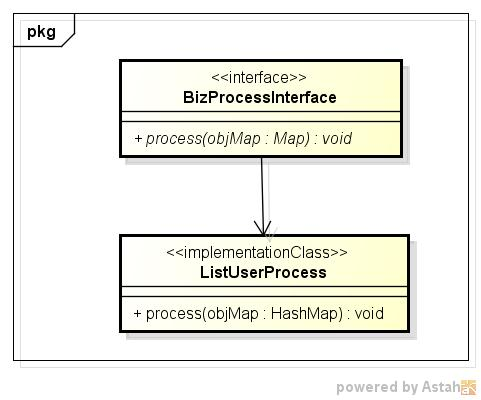 pkg
<<interface>>
BizProcessInterface
+ process(objMap : Map) : void
<<implementationClass>>
ListUserProcess
+ process(objMap : HashMap) : void
powered by Astah